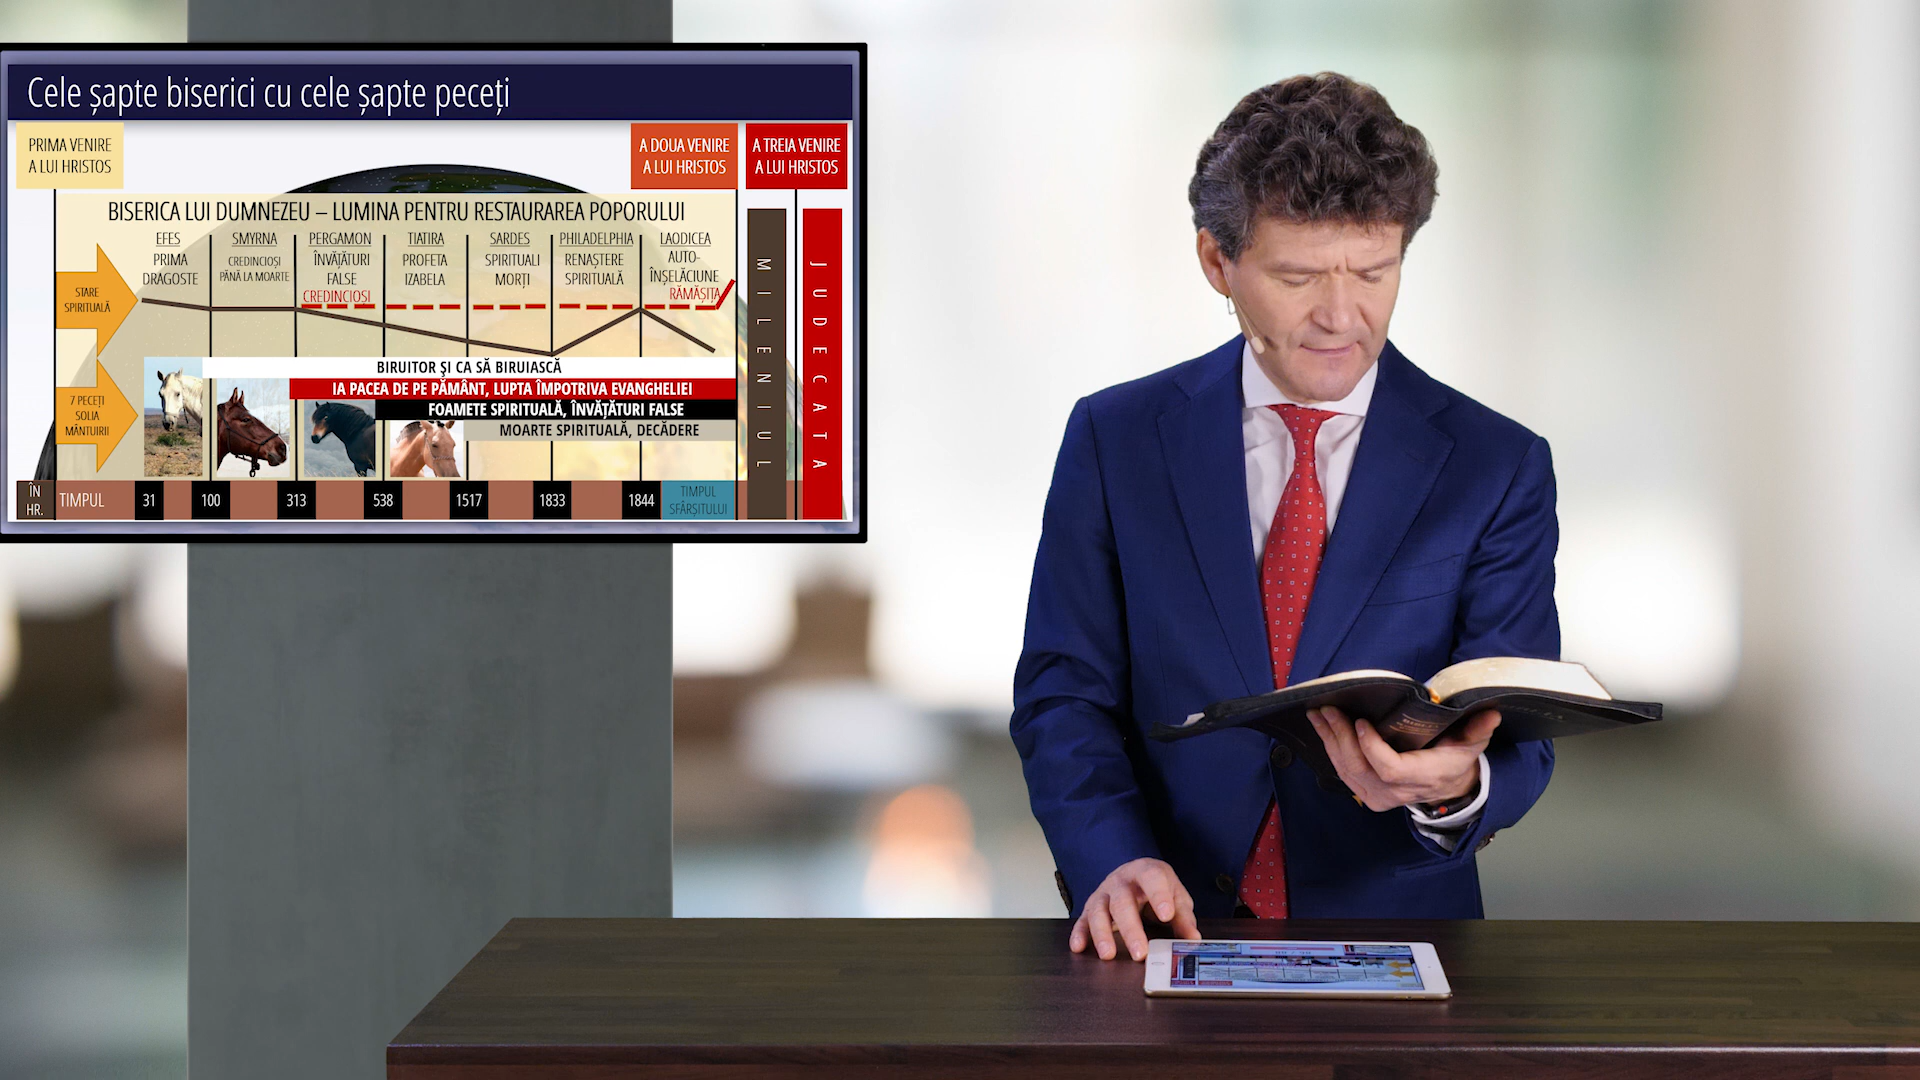 Cele șapte biserici cu cele șapte peceți
PRIMA VENIRE
A LUI HRISTOS
A DOUA VENIRE
A LUI HRISTOS
A TREIA VENIRE
A LUI HRISTOS
BISERICA LUI DUMNEZEU – LUMINA PENTRU RESTAURAREA POPORULUI
EFES
PRIMA
DRAGOSTE
SMYRNA
CREDINCIOȘI
PÂNĂ LA MOARTE
PERGAMON
ÎNVĂȚĂTURI
FALSE
CREDINCIOȘI
TIATIRA
PROFETA
IZABELA
SARDES
SPIRITUALI
MORȚI
PHILADELPHIA
RENAȘTERE
SPIRITUALĂ
LAODICEA
AUTO-
ÎNȘELĂCIUNE
RĂMĂȘIȚA
STARE
SPIRITUALĂ
7 PECEȚI
SOLIA
MÂNTUIRII
BIRUITOR ŞI CA SĂ BIRUIASCĂ
IA PACEA DE PE PĂMÂNT, LUPTA ÎMPOTRIVA EVANGHELIEI
FOAMETE SPIRITUALĂ, ÎNVĂȚĂTURI FALSE
MOARTE SPIRITUALĂ, DECĂDERE
MILENIUL
JUDECATA
ÎN
HR.
TIMPUL
31
100
313
538
1517
1833
1844
TIMPUL
SFÂRȘITULUI